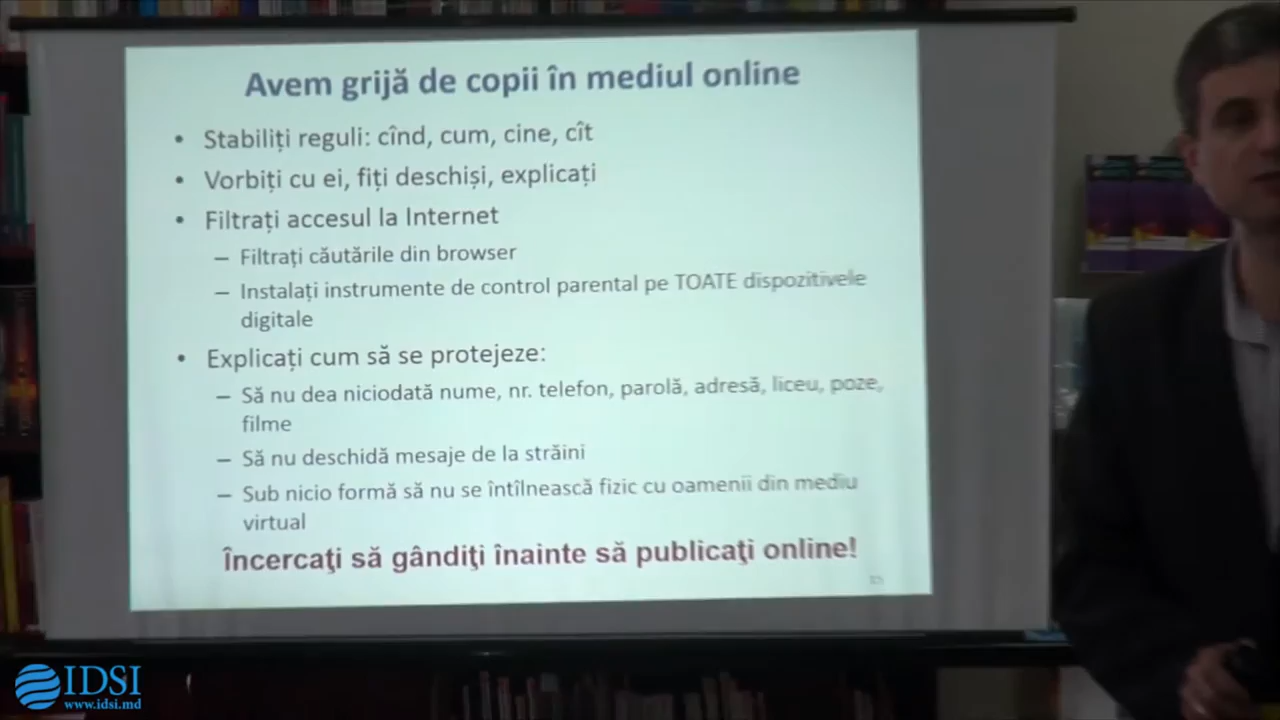 Avem grijă de copii în mediul online
• Stabiliți reguli: cînd, cum, cine, cît
• Vorbiți cu ei, fiți deschiși, explicați
• Filtrați accesul la Internet
– Filtrați căutările din browser
– Instalați instrumente de control parental pe TOATE dispozitivele
digitale
• Explicați cum să se protejeze:
– Să nu dea niciodată nume, nr. telefon, parolă, adresă, liceu, poze,
filme
– Să nu deschidă mesaje de la străini
– Sub nicio formă să nu se întîlnească fizic cu oamenii din mediu
virtual
Încercaţi să gândiţi înainte să publicaţi online!
IDSI
www.idsi.md